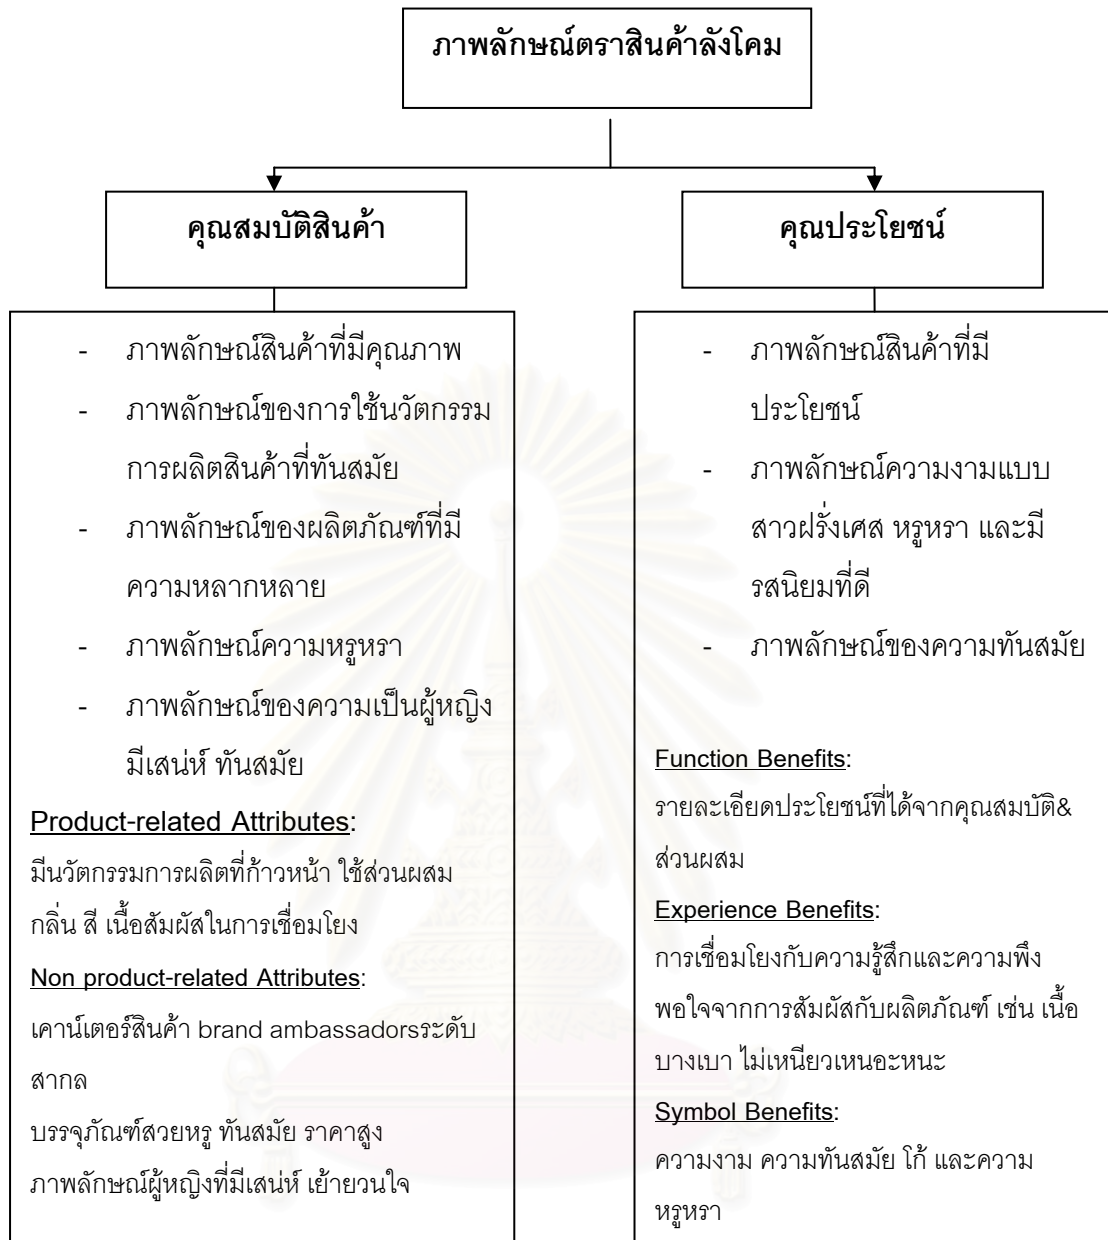 ภาพลักษณ์ตราสินค้าลังโคม
คุณสมบัติสินค้า
- ภาพลักษณ์สินค้าที่มีคุณภาพ
- ภาพลักษณ์ของการใช้นวัตกรรม
การผลิตสินค้าที่ทันสมัย
- ภาพลักษณ์ของผลิตภัณฑ์ที่มี
ความหลากหลาย
- ภาพลักษณ์ความหรูหรา
- ภาพลักษณ์ของความเป็นผู้หญิง
มีเสน่ห์ ทันสมัย
Product-related Attributes:
มีนวัตกรรมการผลิตที่ก้าวหน้า ใช้ส่วนผสม
กลิ่น สี เนื้อสัมผัสในการเชื่อมโยง
Non product-related Attributes:
เคาน์เตอร์สินค้า brand ambassadorsระดับ
สากล
บรรจุภัณฑ์สวยหรู ทันสมัย ราคาสูง
ภาพลักษณ์ผู้หญิงที่มีเสน่ห์ เย้ายวนใจ
คุณประโยชน์
- ภาพลักษณ์สินค้าที่มี
ประโยชน์
- ภาพลักษณ์ความงามแบบ
สาวฝรั่งเศส หรูหรา และมี
รสนิยมที่ดี
- ภาพลักษณ์ของความทันสมัย
Function Benefits:
รายละเอียดประโยชน์ที่ได้จากคุณสมบัติ&
ส่วนผสม
Experience Benefits:
การเชื่อมโยงกับความรู้สึกและความพึง
พอใจจากการสัมผัสกับผลิตภัณฑ์ เช่น เนื้อ
บางเบา ไม่เหนียวเหนอะหนะ
Symbol Benefits:
ความงาม ความทันสมัย โก้ และความ
หรูหรา